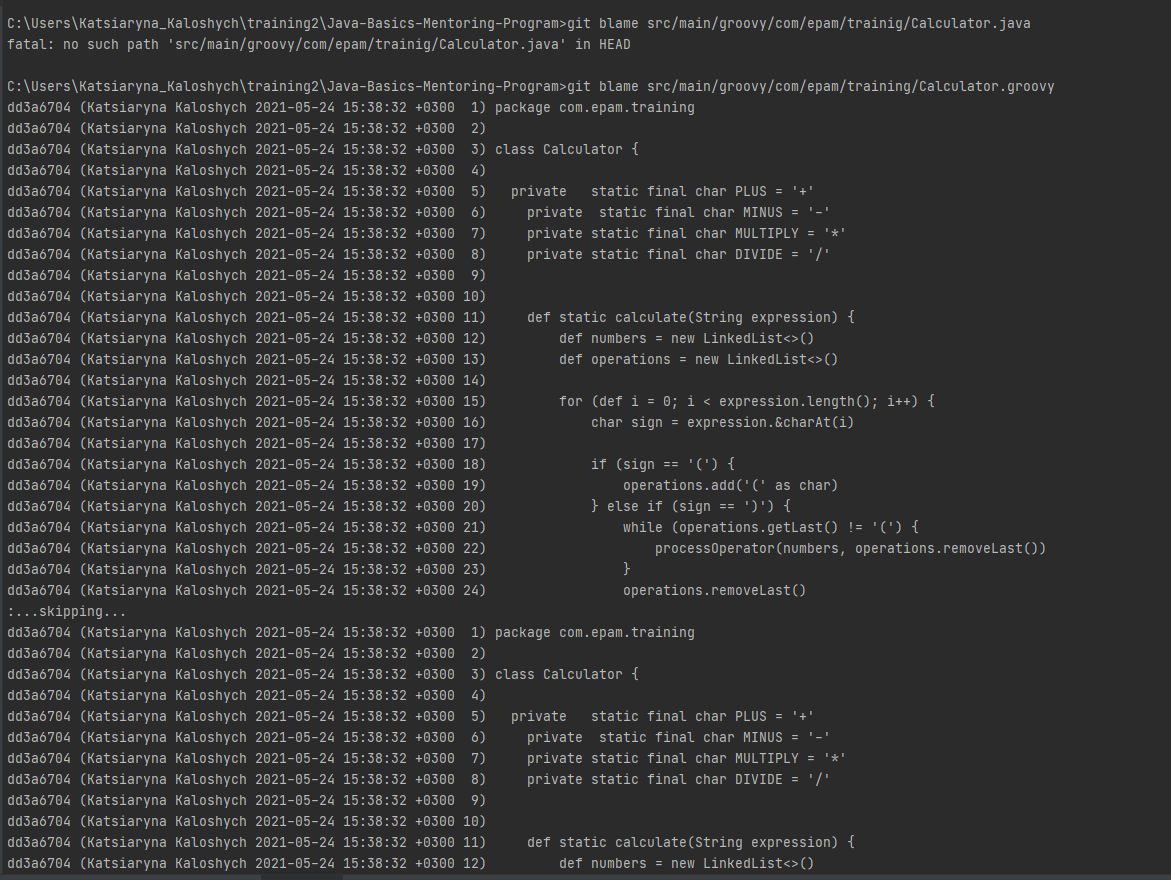 C:\Users\Katsiaryna_Kaloshych\training2\Java-Basics-Mentoring-Program>git blame src/main/groovy/com/epam/trainig/Calculator.java
fatal: no such path 'src/main/groovy/com/epam/trainig/Calculator.java' in HEAD

C:\Users\Katsiaryna_Kaloshych\training2\Java-Basics-Mentoring-Program>git blame src/main/groovy/com/epam/training/Calculator.groovy
dd3a6704 (Katsiaryna Kaloshych 2021-05-24 15:38:32 +0300  1) package com.epam.training
dd3a6704 (Katsiaryna Kaloshych 2021-05-24 15:38:32 +0300  2)
dd3a6704 (Katsiaryna Kaloshych 2021-05-24 15:38:32 +0300  3) class Calculator {
dd3a6704 (Katsiaryna Kaloshych 2021-05-24 15:38:32 +0300  4)
dd3a6704 (Katsiaryna Kaloshych 2021-05-24 15:38:32 +0300  5)   private   static final char PLUS = '+'
dd3a6704 (Katsiaryna Kaloshych 2021-05-24 15:38:32 +0300  6)     private  static final char MINUS = '-'
dd3a6704 (Katsiaryna Kaloshych 2021-05-24 15:38:32 +0300  7)     private static final char MULTIPLY = '*'
dd3a6704 (Katsiaryna Kaloshych 2021-05-24 15:38:32 +0300  8)     private static final char DIVIDE = '/'
dd3a6704 (Katsiaryna Kaloshych 2021-05-24 15:38:32 +0300  9)
dd3a6704 (Katsiaryna Kaloshych 2021-05-24 15:38:32 +0300 10)
dd3a6704 (Katsiaryna Kaloshych 2021-05-24 15:38:32 +0300 11)     def static calculate(String expression) {
dd3a6704 (Katsiaryna Kaloshych 2021-05-24 15:38:32 +0300 12)         def numbers = new LinkedList<>()
dd3a6704 (Katsiaryna Kaloshych 2021-05-24 15:38:32 +0300 13)         def operations = new LinkedList<>()
dd3a6704 (Katsiaryna Kaloshych 2021-05-24 15:38:32 +0300 14)
dd3a6704 (Katsiaryna Kaloshych 2021-05-24 15:38:32 +0300 15)         for (def i = 0; i < expression.length(); i++) {
dd3a6704 (Katsiaryna Kaloshych 2021-05-24 15:38:32 +0300 16)             char sign = expression.&charAt(i)
dd3a6704 (Katsiaryna Kaloshych 2021-05-24 15:38:32 +0300 17)
dd3a6704 (Katsiaryna Kaloshych 2021-05-24 15:38:32 +0300 18)             if (sign == '(') {
dd3a6704 (Katsiaryna Kaloshych 2021-05-24 15:38:32 +0300 19)                 operations.add('(' as char)
dd3a6704 (Katsiaryna Kaloshych 2021-05-24 15:38:32 +0300 20)             } else if (sign == ')') {
dd3a6704 (Katsiaryna Kaloshych 2021-05-24 15:38:32 +0300 21)                 while (operations.getLast() != '(') {
dd3a6704 (Katsiaryna Kaloshych 2021-05-24 15:38:32 +0300 22)                     processOperator(numbers, operations.removeLast())
dd3a6704 (Katsiaryna Kaloshych 2021-05-24 15:38:32 +0300 23)                 }
dd3a6704 (Katsiaryna Kaloshych 2021-05-24 15:38:32 +0300 24)                 operations.removeLast()
:...skipping...
dd3a6704 (Katsiaryna Kaloshych 2021-05-24 15:38:32 +0300  1) package com.epam.training
dd3a6704 (Katsiaryna Kaloshych 2021-05-24 15:38:32 +0300  2)
dd3a6704 (Katsiaryna Kaloshych 2021-05-24 15:38:32 +0300  3) class Calculator {
dd3a6704 (Katsiaryna Kaloshych 2021-05-24 15:38:32 +0300  4)
dd3a6704 (Katsiaryna Kaloshych 2021-05-24 15:38:32 +0300  5)   private   static final char PLUS = '+'
dd3a6704 (Katsiaryna Kaloshych 2021-05-24 15:38:32 +0300  6)     private  static final char MINUS = '-'
dd3a6704 (Katsiaryna Kaloshych 2021-05-24 15:38:32 +0300  7)     private static final char MULTIPLY = '*'
dd3a6704 (Katsiaryna Kaloshych 2021-05-24 15:38:32 +0300  8)     private static final char DIVIDE = '/'
dd3a6704 (Katsiaryna Kaloshych 2021-05-24 15:38:32 +0300  9)
dd3a6704 (Katsiaryna Kaloshych 2021-05-24 15:38:32 +0300 10)
dd3a6704 (Katsiaryna Kaloshych 2021-05-24 15:38:32 +0300 11)     def static calculate(String expression) {
dd3a6704 (Katsiaryna Kaloshych 2021-05-24 15:38:32 +0300 12)         def numbers = new LinkedList<>()